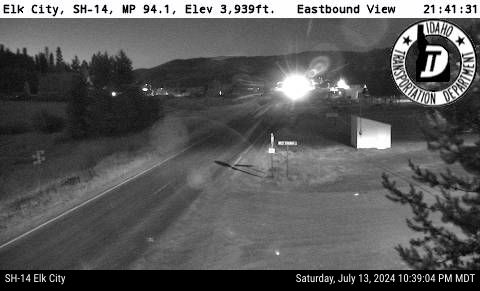 Elk City, SH-14, MP 94.1, Elev 3,939ft. Eastbound View 21:41:31
IDAHO
TRANSPORTATION DEPARTMENT
SH-14 Elk City Saturday, July 13, 2024 10:39:04 PM MDT